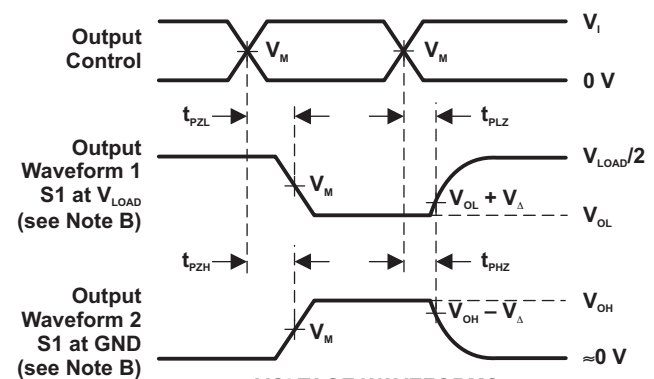 Output
Control
V_M
V_M
V_I
0 V
t_PZL
t_PLZ
Output
Waveform 1
S1 at V_LOAD
(see Note B)
V_M
V_OL + V_Δ
V_LOAD/2
V_OL
t_PZH
t_PHZ
Output
Waveform 2
S1 at GND
(see Note B)
V_M
V_OH − V_Δ
V_OH
≈0 V